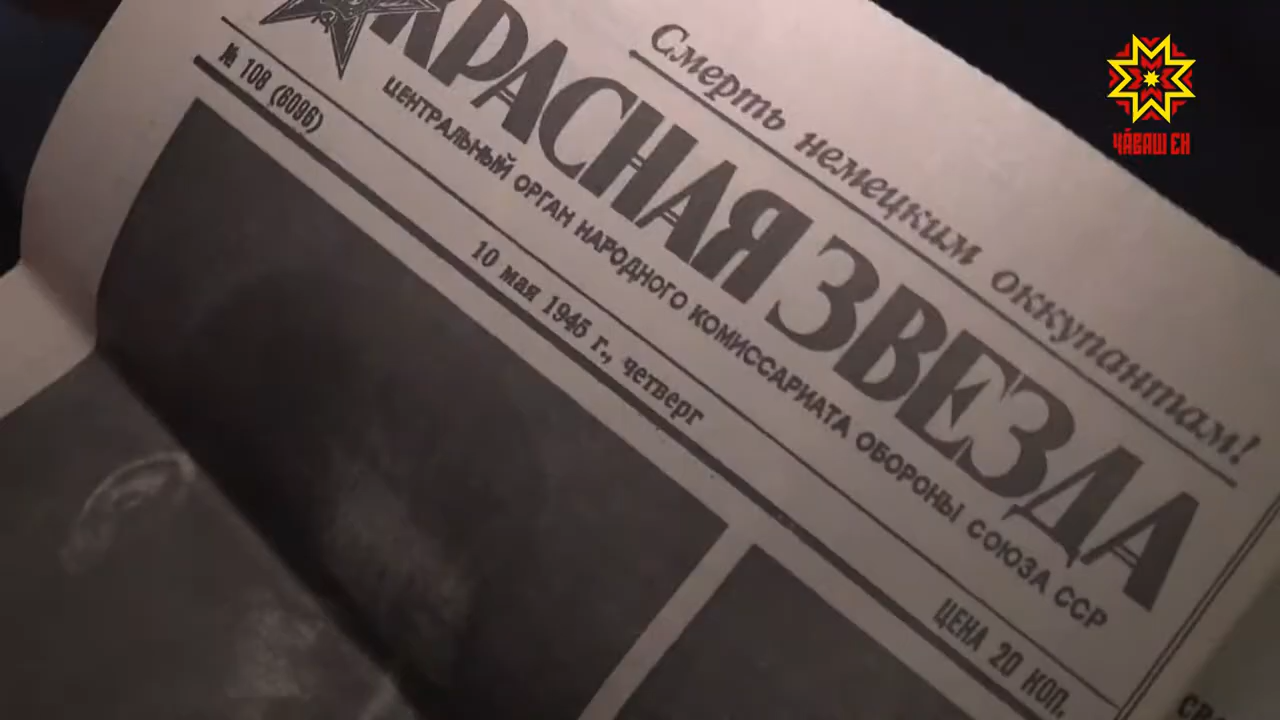 Смерть немецким оккупантам!
КРАСНАЯ ЗВЕЗДА
ЦЕНТРАЛЬНЫЙ ОРГАН НАРОДНОГО КОМИССАРИАТА ОБОРОНЫ СОЮЗА ССР
№ 108 (6096)
10 мая 1945 г., четверг
ЦЕНА 20 КОП.
ЧӐВАШ ЕН